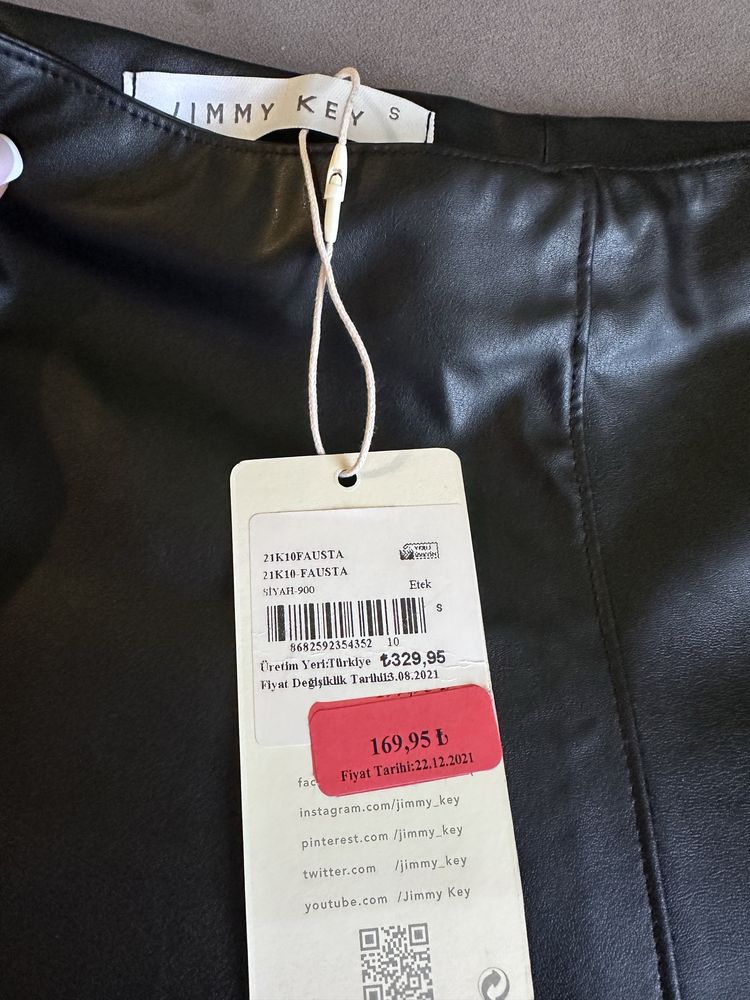 JIMMY KEY S
21K10FAUSTA
21K10-FAUSTA
SİYAH-900
Etek
S
8682592354352 10
Üretim Yeri:Türkiye ₺329,95
Fiyat Değişiklik Tarihi:13.08.2021
169,95 ₺
Fiyat Tarihi:22.12.2021
instagram.com/jimmy_key
pinterest.com /jimmy_key
twitter.com /jimmy_key
youtube.com /Jimmy Key